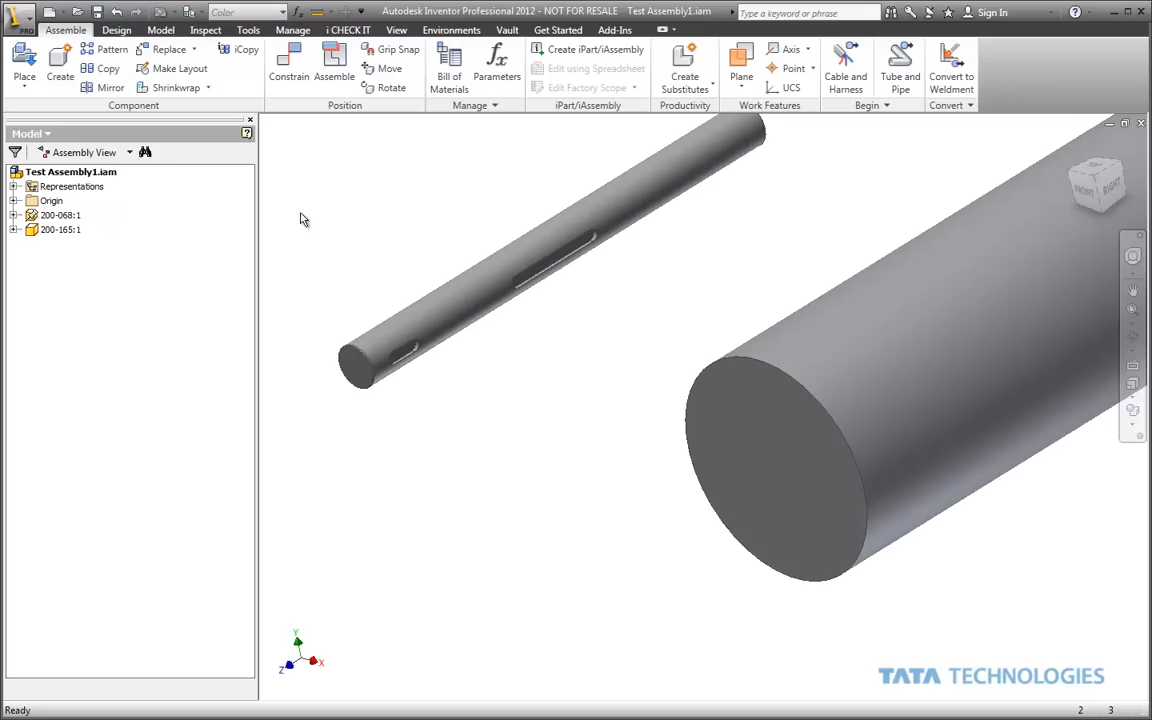 Autodesk Inventor Professional 2012 - NOT FOR RESALE Test Assembly1.iam
Color
Type a keyword or phrase
Sign In
PRO
Assemble Design Model Inspect Tools Manage i CHECK IT View Environments Vault Get Started Add-Ins
Place
Create
Pattern
Copy
Mirror
Replace
Make Layout
Shrinkwrap
iCopy
Component
Constrain
Assemble
Grip Snap
Move
Rotate
Position
Bill of
Materials
Parameters
Manage
Create iPart/iAssembly
Edit using Spreadsheet
Edit Factory Scope
iPart/iAssembly
Create
Substitutes
Productivity
Plane
Axis
Point
UCS
Work Features
Cable and
Harness
Tube and
Pipe
Begin
Convert to
Weldment
Convert
Model
Assembly View
Test Assembly1.iam
Representations
Origin
200-068:1
200-165:1
FRONT
RIGHT
Y
Z
X
TATA TECHNOLOGIES
Ready
2 3